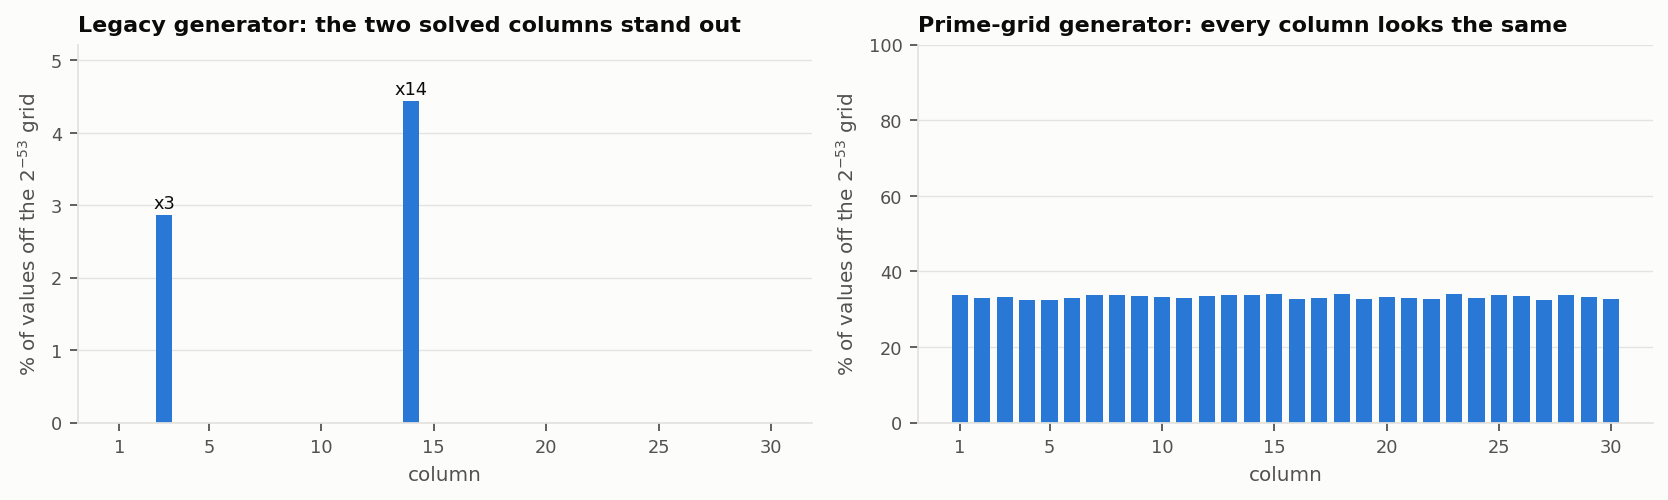 Legacy generator: the two solved columns stand out
% of values off the 2⁻⁵³ grid
5
4
3
2
1
0
x3
x14
1 5 10 15 20 25 30
column
Prime-grid generator: every column looks the same
% of values off the 2⁻⁵³ grid
100
80
60
40
20
0
1 5 10 15 20 25 30
column